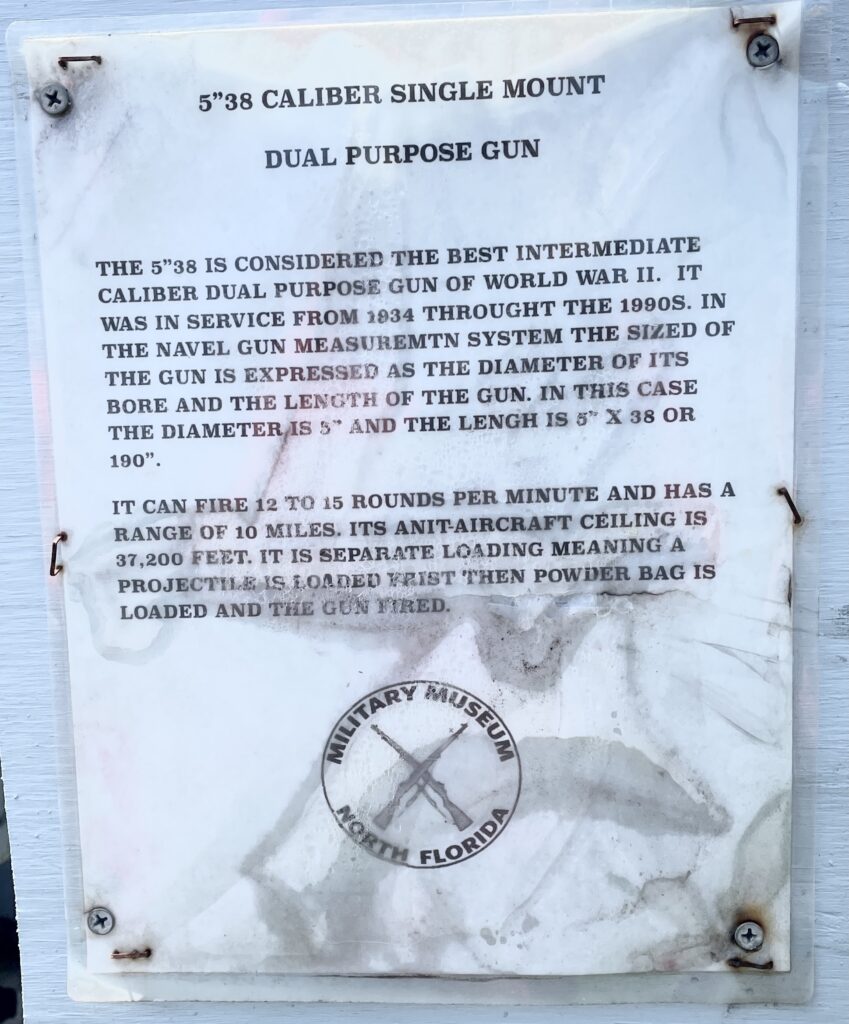 5”38 CALIBER SINGLE MOUNT
DUAL PURPOSE GUN
THE 5”38 IS CONSIDERED THE BEST INTERMEDIATE
CALIBER DUAL PURPOSE GUN OF WORLD WAR II. IT
WAS IN SERVICE FROM 1934 THROUGHT THE 1990S. IN
THE NAVEL GUN MEASUREMTN SYSTEM THE SIZED OF
THE GUN IS EXPRESSED AS THE DIAMETER OF ITS
BORE AND THE LENGTH OF THE GUN. IN THIS CASE
THE DIAMETER IS 5” AND THE LENGH IS 5” X 38 OR
190”.
IT CAN FIRE 12 TO 15 ROUNDS PER MINUTE AND HAS A
RANGE OF 10 MILES. ITS ANIT-AIRCRAFT CEILING IS
37,200 FEET. IT IS SEPARATE LOADING MEANING A
PROJECTILE IS LOADED FRIST THEN POWDER BAG IS
LOADED AND THE GUN FIRED.
MILITARY MUSEUM
NORTH FLORIDA